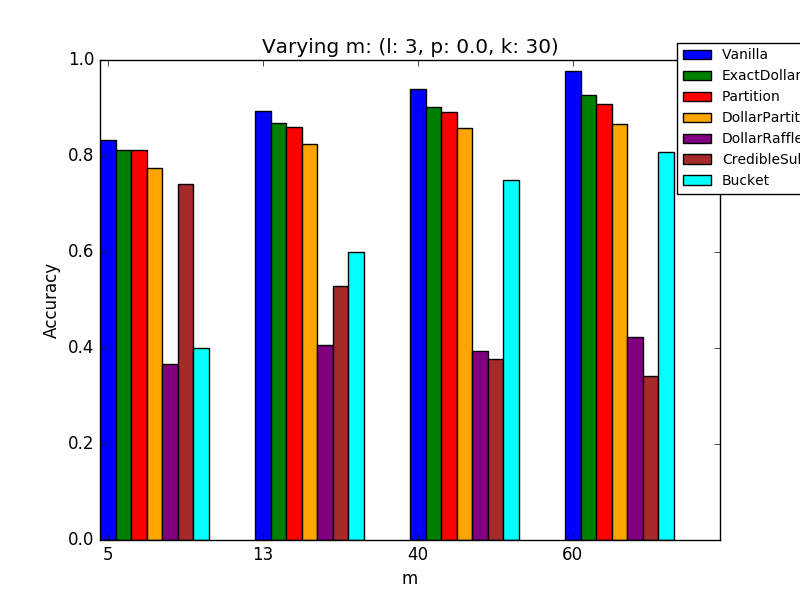 Varying m: (l: 3, p: 0.0, k: 30)
Vanilla
ExactDollar
Partition
DollarPartit
DollarRaffle
CredibleSu
Bucket
1.0
0.8
0.6
0.4
0.2
0.0
Accuracy
5 13 40 60
m